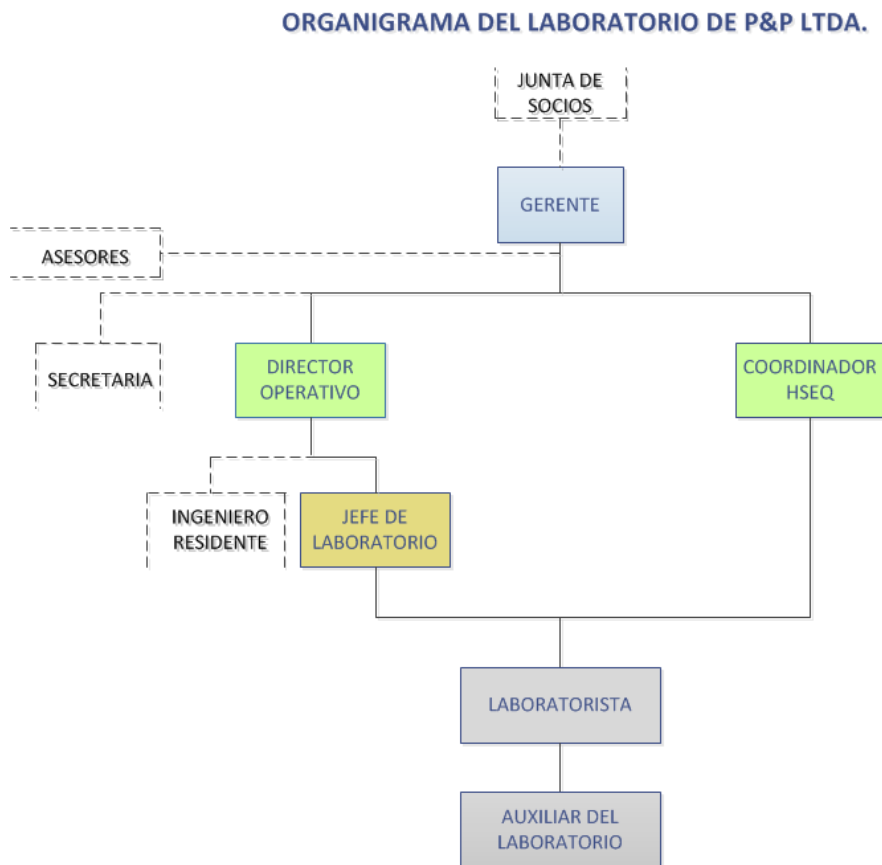 ORGANIGRAMA DEL LABORATORIO DE P&P LTDA.
JUNTA DE
SOCIOS
GERENTE
ASESORES
SECRETARIA
DIRECTOR
OPERATIVO
COORDINADOR
HSEQ
INGENIERO
RESIDENTE
JEFE DE
LABORATORIO
LABORATORISTA
AUXILIAR DEL
LABORATORIO